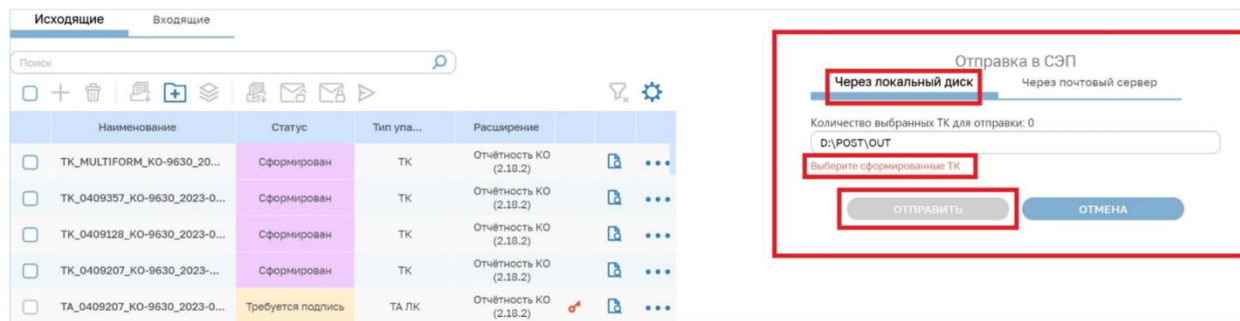 Исходящие Входящие
Поиск
Наименование Статус Тип упа... Расширение
TK_MULTIFORM_KO-9630_20... Сформирован ТК Отчётность КО (2.18.2)
TK_0409357_KO-9630_2023-0... Сформирован ТК Отчётность КО (2.18.2)
TK_0409128_KO-9630_2023-0... Сформирован ТК Отчётность КО (2.18.2)
TK_0409207_KO-9630_2023-... Сформирован ТК Отчётность КО (2.18.2)
TA_0409207_KO-9630_2023-0... Требуется подпись ТА ЛК Отчётность КО (2.18.2)
Отправка в СЭП
Через локальный диск Через почтовый сервер
Количество выбранных ТК для отправки: 0
D:\POST\OUT
Выберите сформированные ТК
ОТПРАВИТЬ ОТМЕНА